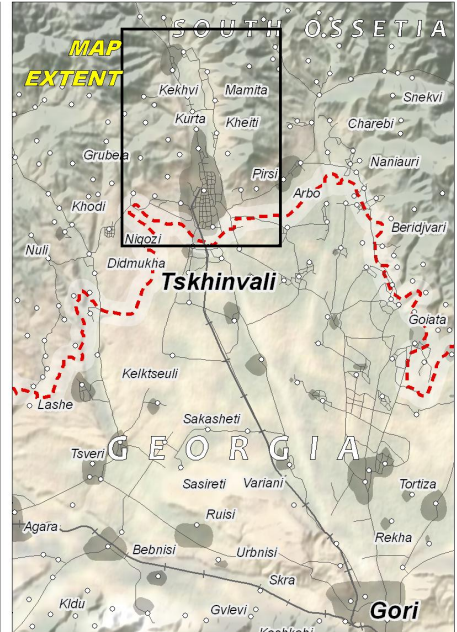 SOUTH OSSETIA
MAP
EXTENT
Kekhvi
Mamita
Snekvi
Kurta
Kheiti
Charebi
Grubela
Naniauri
Pirsi
Arbo
Khodi
Beridjvari
Nuli
Niqozi
Didmukha
Tskhinvali
Goiata
Kelktseuli
Lashe
Sakasheti
GEORGIA
Tsveri
Sasireti
Variani
Tortiza
Ruisi
Agara
Rekha
Bebnisi
Urbnisi
Skra
Kldu
Gvlevi
Gori